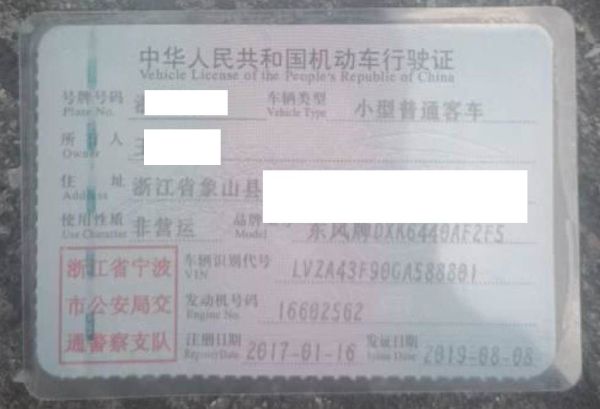 中华人民共和国机动车行驶证
Vehicle License of the People's Republic of China
号牌号码 车辆类型 小型普通客车
Plate No. Vehicle Type
所 人
Owner
住 址 浙江省象山县
Address
使用性质 非营运 品牌 东风牌DXK6440AF2FS
Use Character Model
浙江省宁波
市公安局交
通警察支队
车辆识别代号 LVZA43F90GA588801
VIN
发动机号码 16602562
Engine No.
注册日期 2017-01-16 发证日期 2019-08-08
Register Date Issue Date